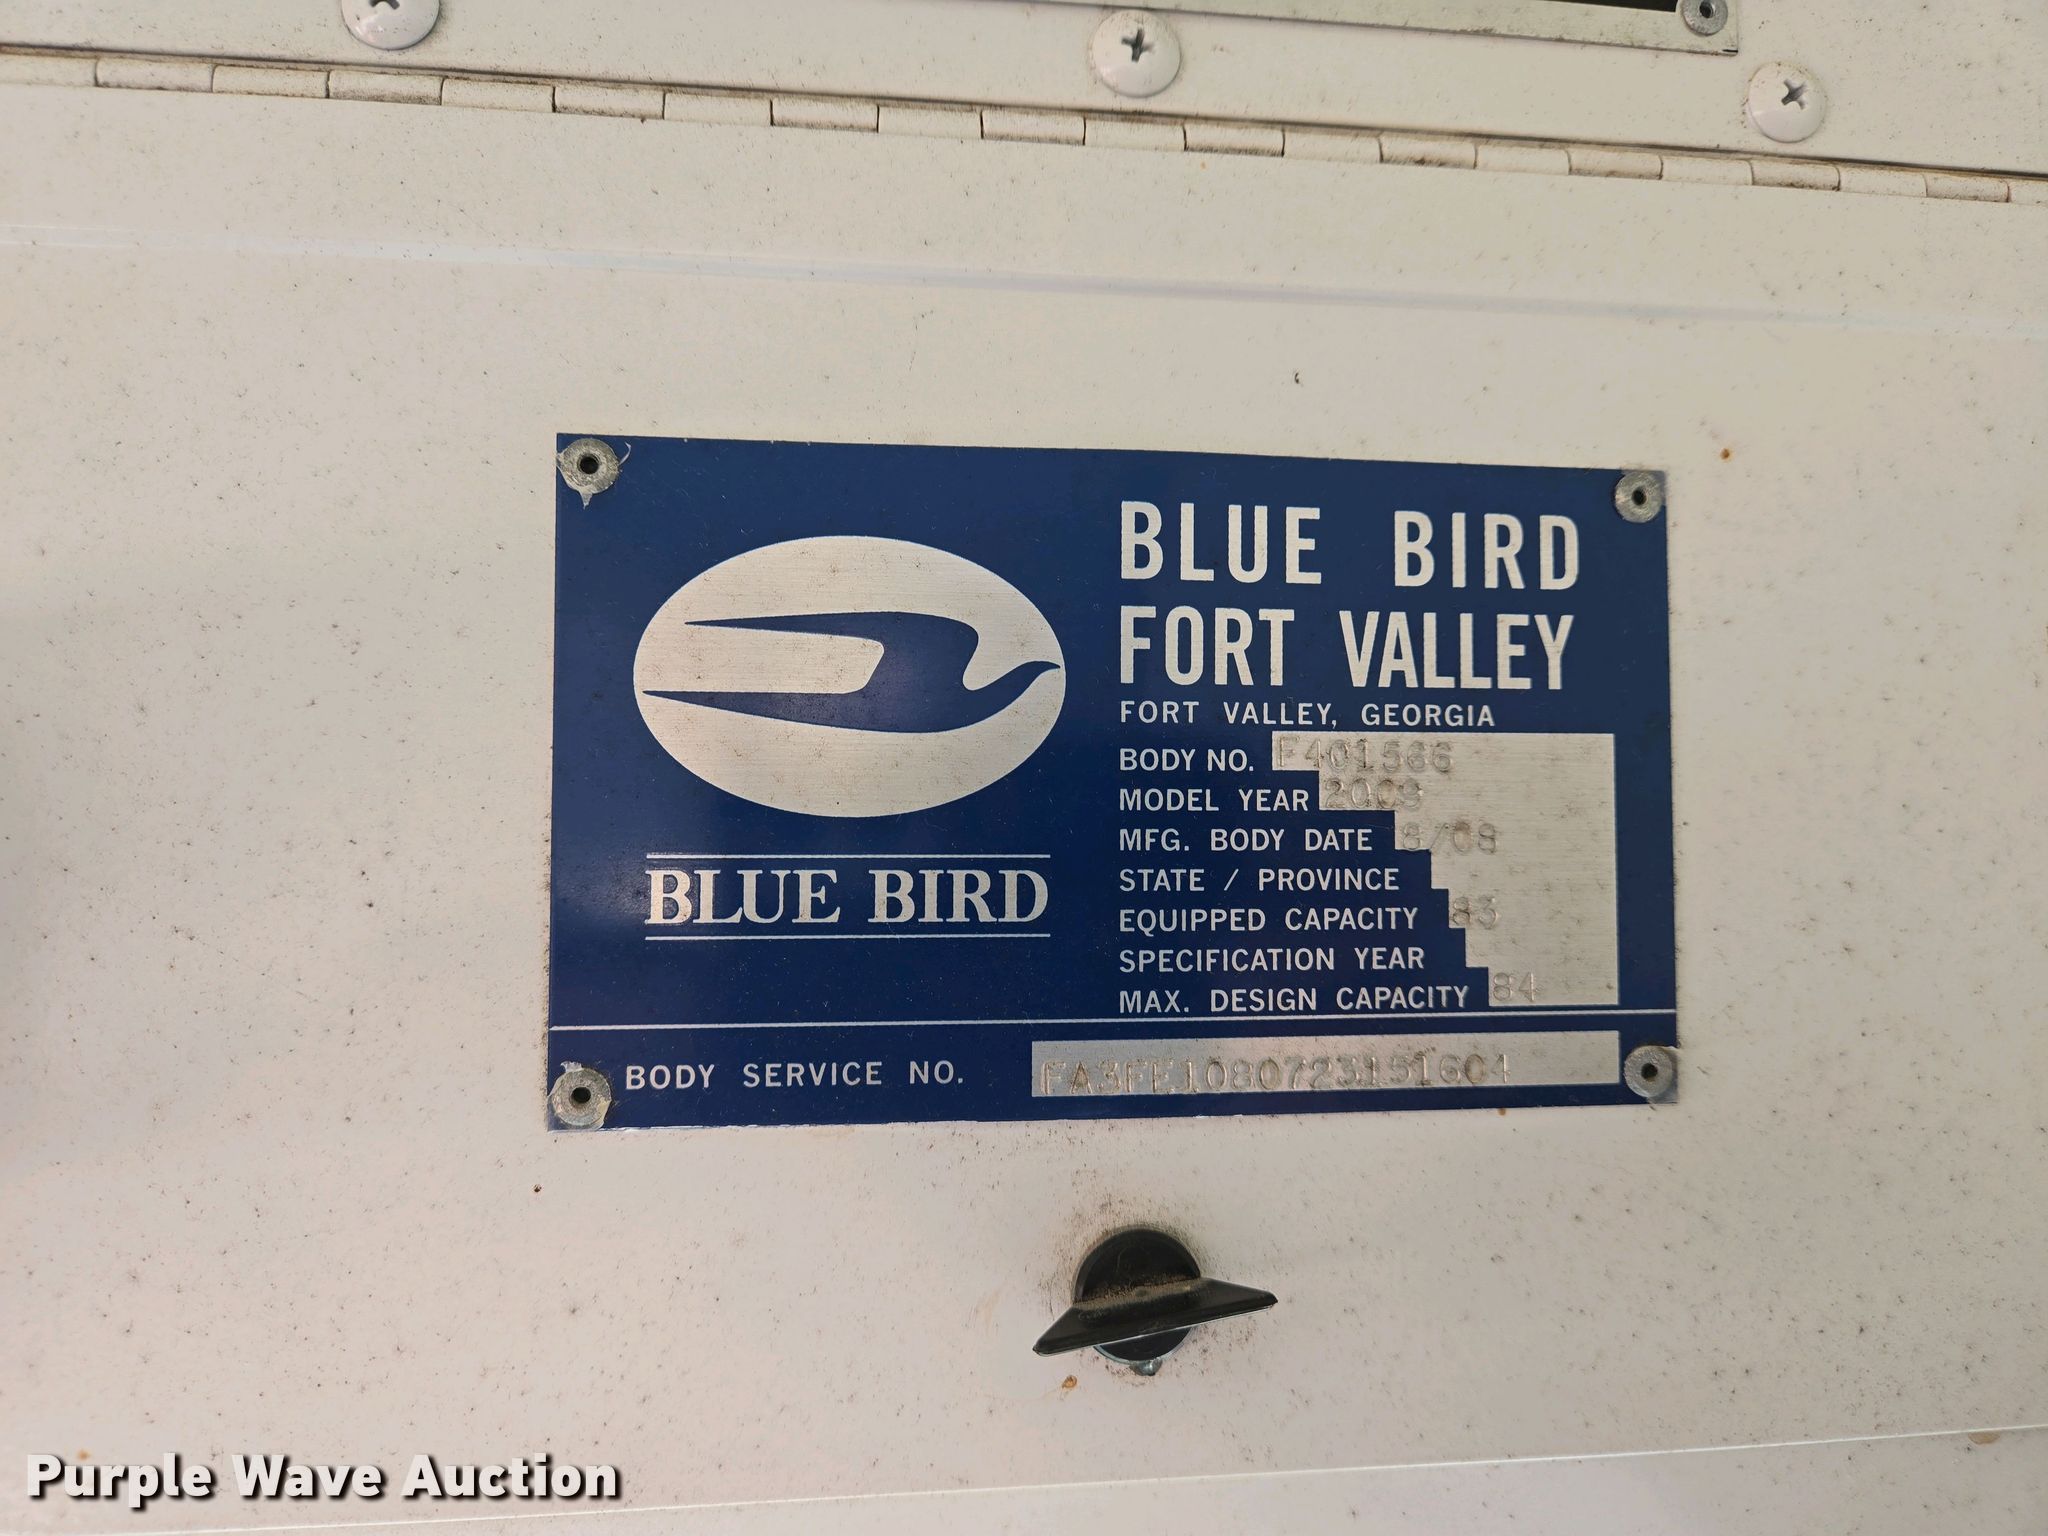 BLUE BIRD
FORT VALLEY
FORT VALLEY, GEORGIA
BODY NO. F401566
MODEL YEAR 2009
MFG. BODY DATE 8/08
STATE / PROVINCE
EQUIPPED CAPACITY 83
SPECIFICATION YEAR
MAX. DESIGN CAPACITY 84
BLUE BIRD
BODY SERVICE NO. FA3FE1080723151604
Purple Wave Auction